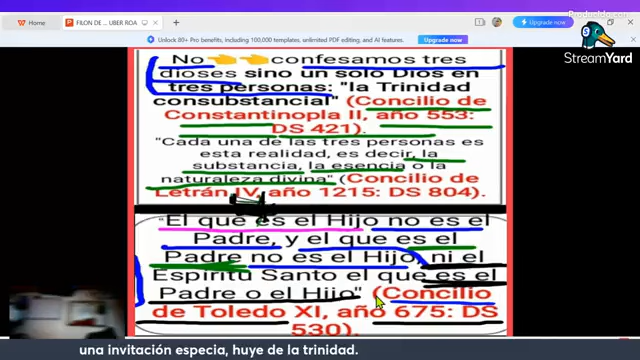 Producido con
Home
FILON DE ... UBER ROA
Upgrade now
Unlock 80+ Pro benefits, including 100,000 templates, unlimited PDF editing, and AI features.
Upgrade now
StreamYard
No 👈👈 confesamos tres
dioses sino un solo Dios en
tres personas: "la Trinidad
consubstancial" (Concilio de
Constantinopla II, año 553:
DS 421).
"Cada una de las tres personas es
esta realidad, es decir, la
substancia, la esencia o la
naturaleza divina" (Concilio de
Letrán IV, año 1215: DS 804).
"El que es el Hijo no es el
Padre, y el que es el
Padre no es el Hijo, ni el
Espíritu Santo el que es el
Padre o el Hijo" (Concilio
de Toledo XI, año 675: DS
530).
una invitación especia, huye de la trinidad.